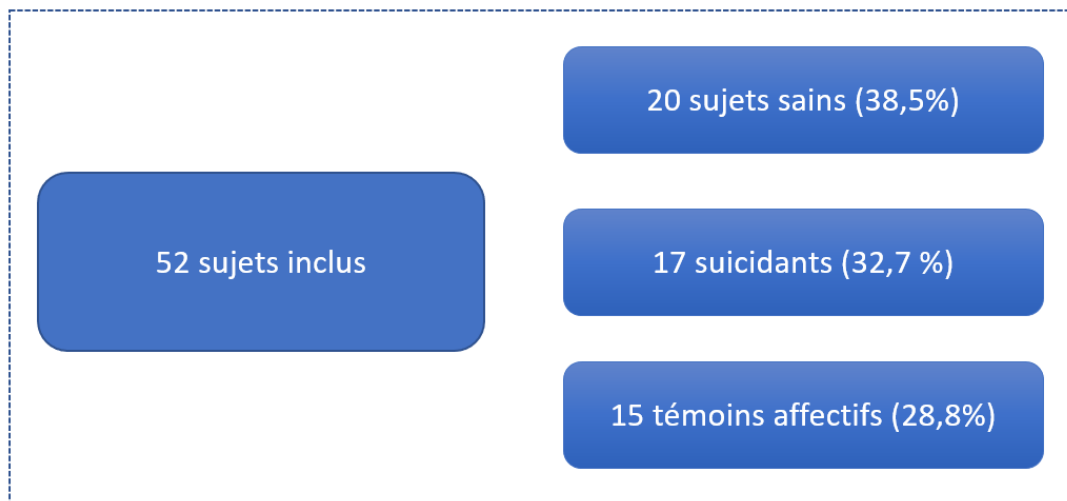 20 sujets sains (38,5%)
52 sujets inclus
17 suicidants (32,7 %)
15 témoins affectifs (28,8%)